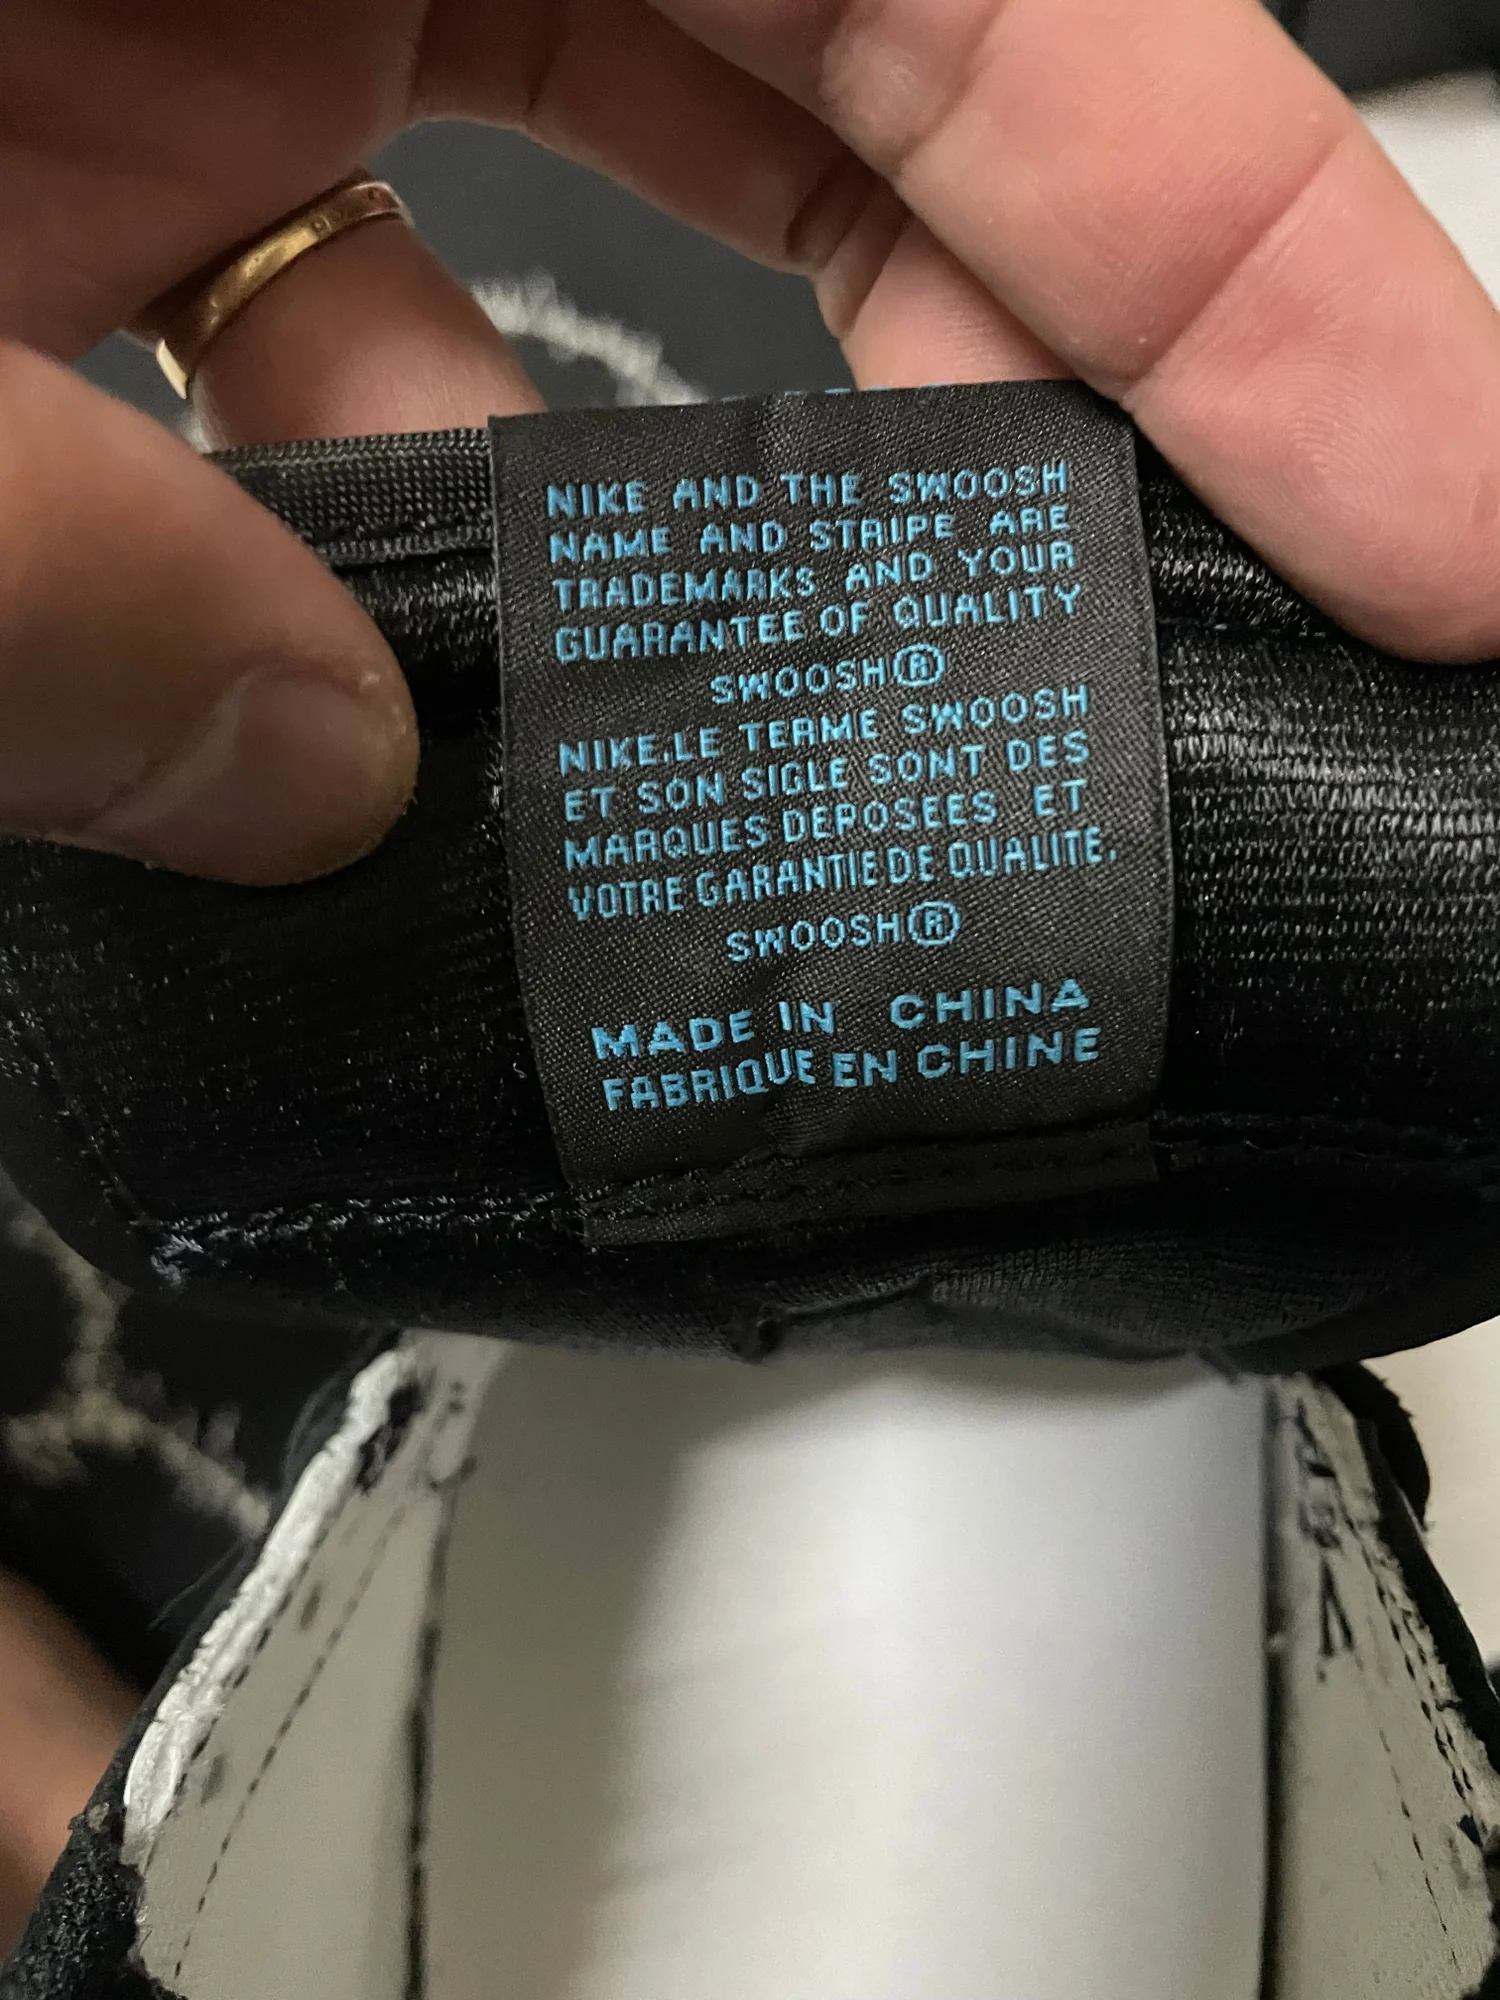 NIKE AND THE SWOOSH
NAME AND STRIPE ARE
TRADEMARKS AND YOUR
GUARANTEE OF QUALITY
SWOOSH®
NIKE.LE TERME SWOOSH
ET SON SIGLE SONT DES
MARQUES DEPOSEES ET
VOTRE GARANTIE DE QUALITE.
SWOOSH®
MADE IN CHINA
FABRIQUE EN CHINE